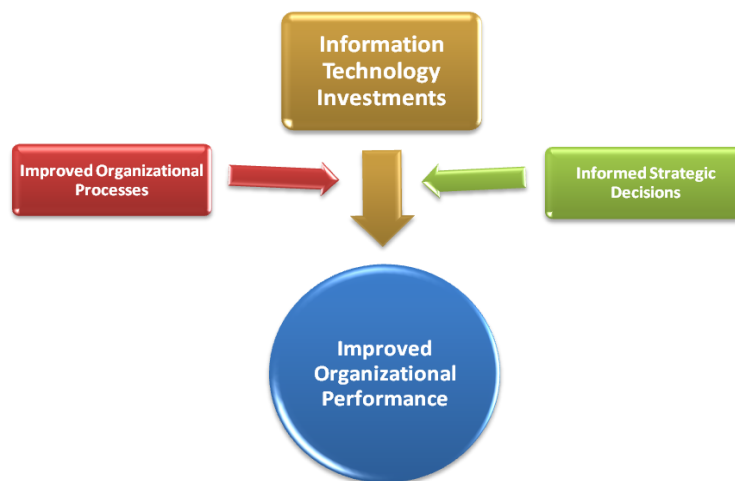 Information
Technology
Investments
Improved Organizational
Processes
Informed Strategic
Decisions
Improved
Organizational
Performance